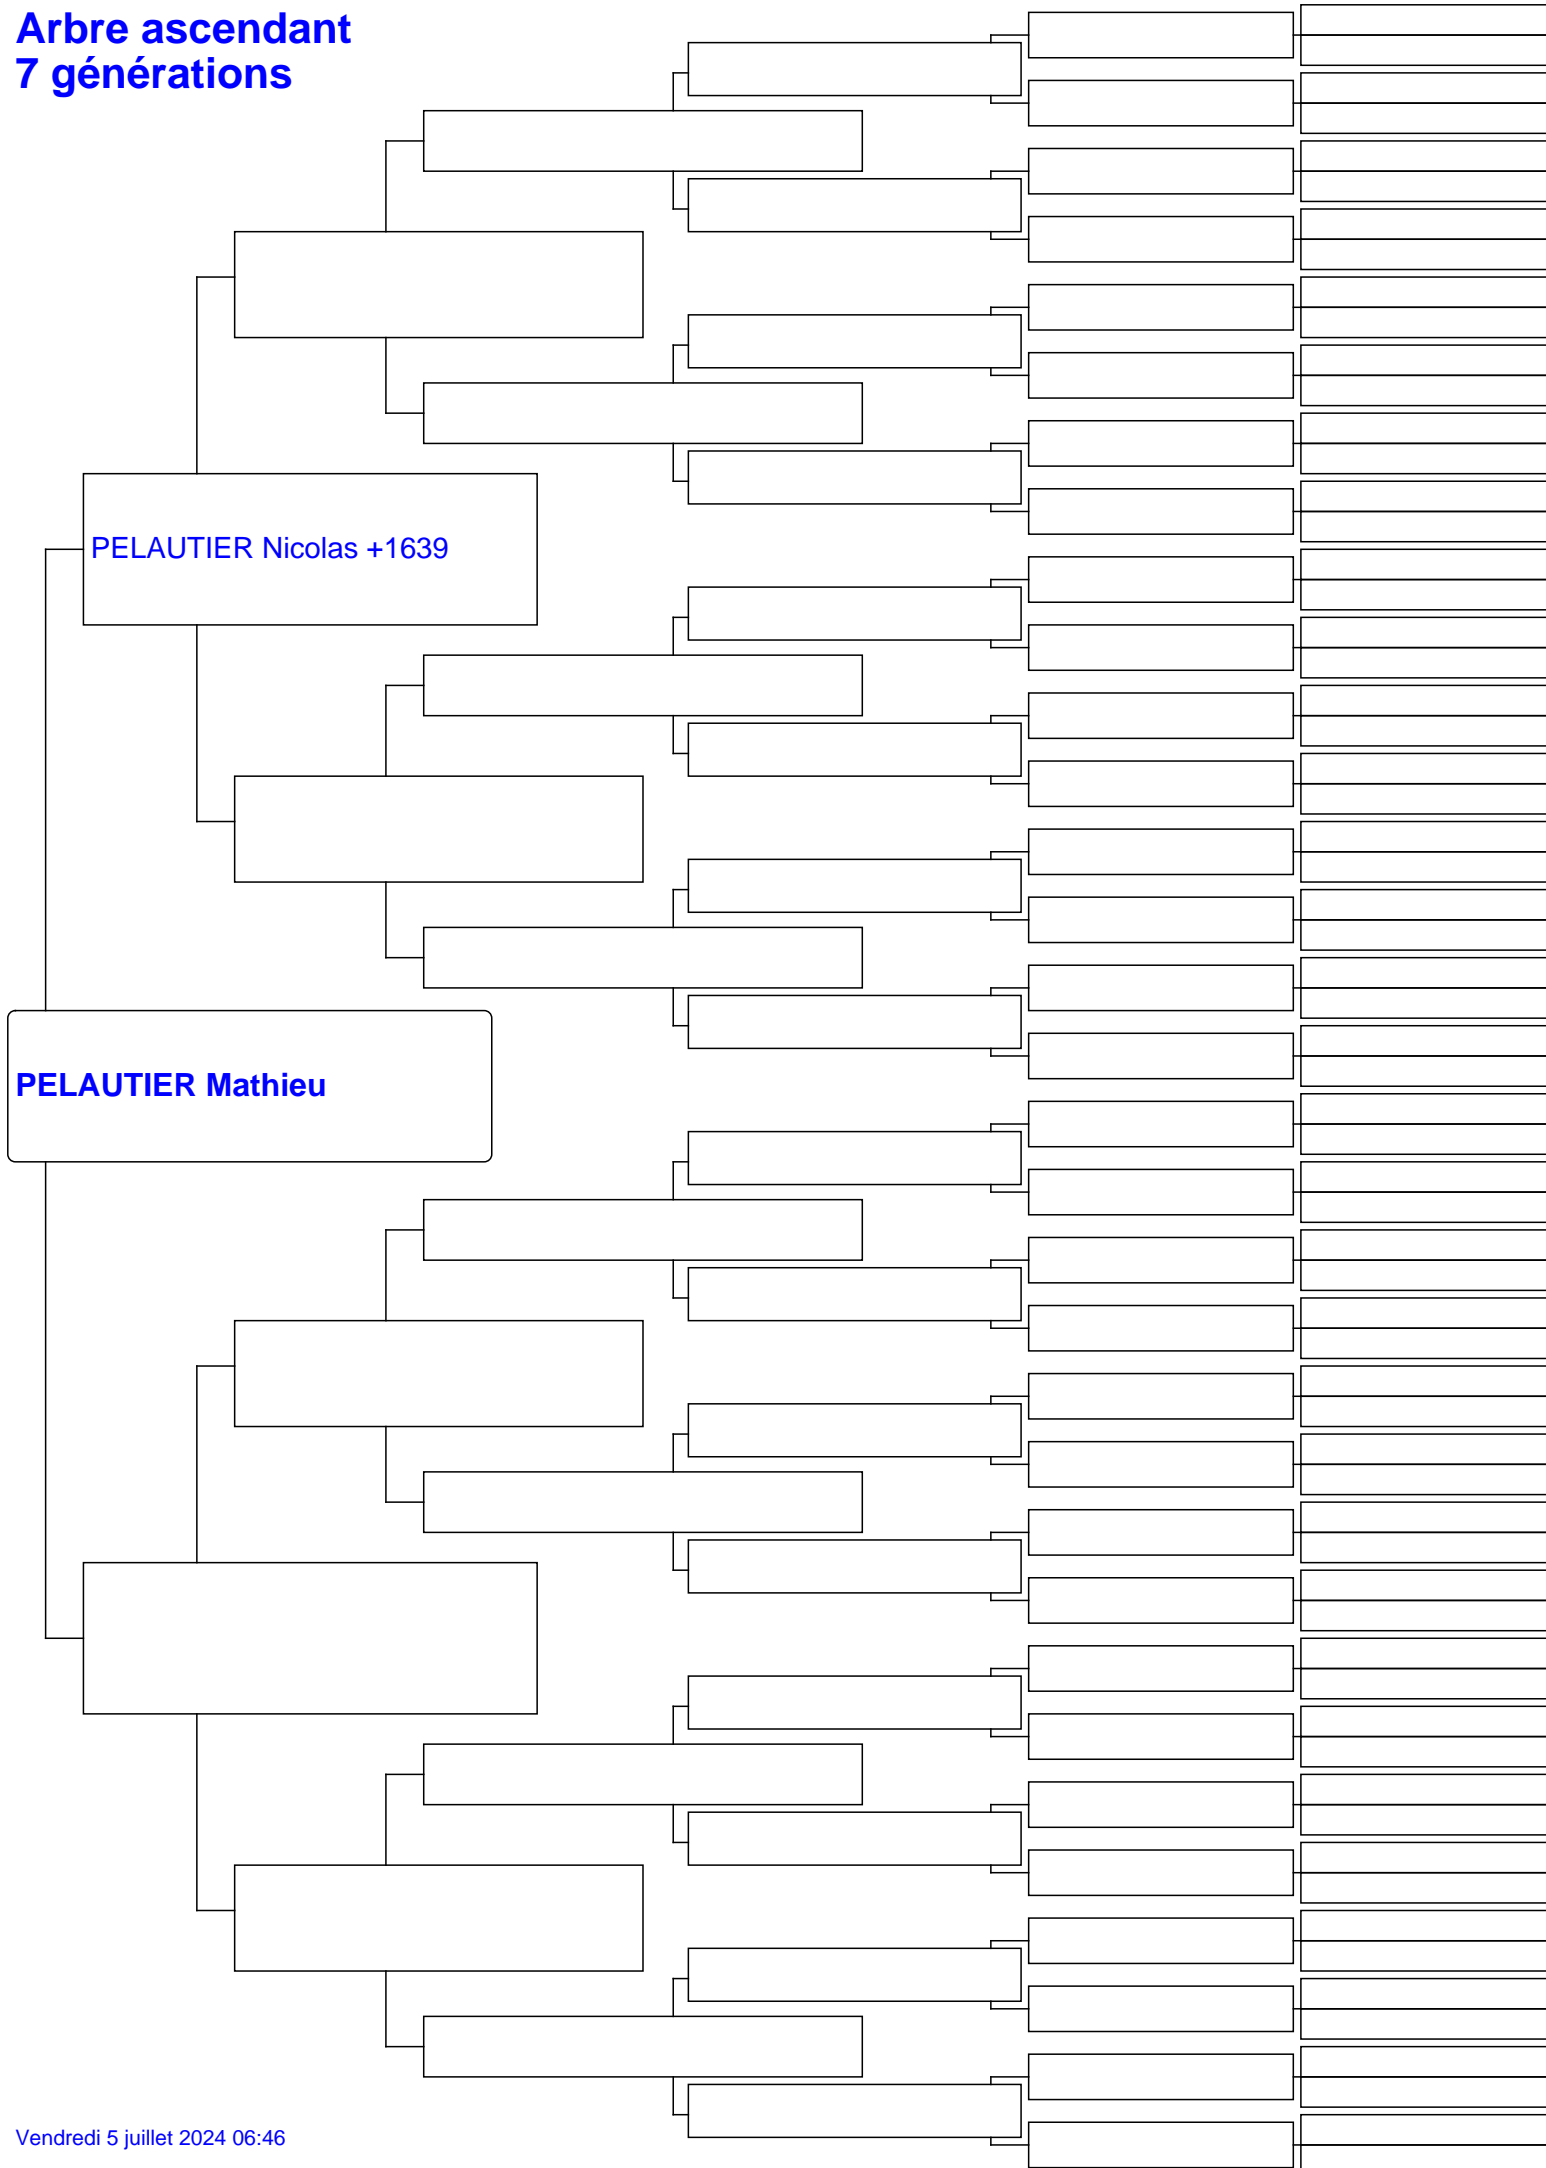 Arbre ascendant
7 générations
PELAUTIER Nicolas +1639
PELAUTIER Mathieu
Vendredi 5 juillet 2024 06:46